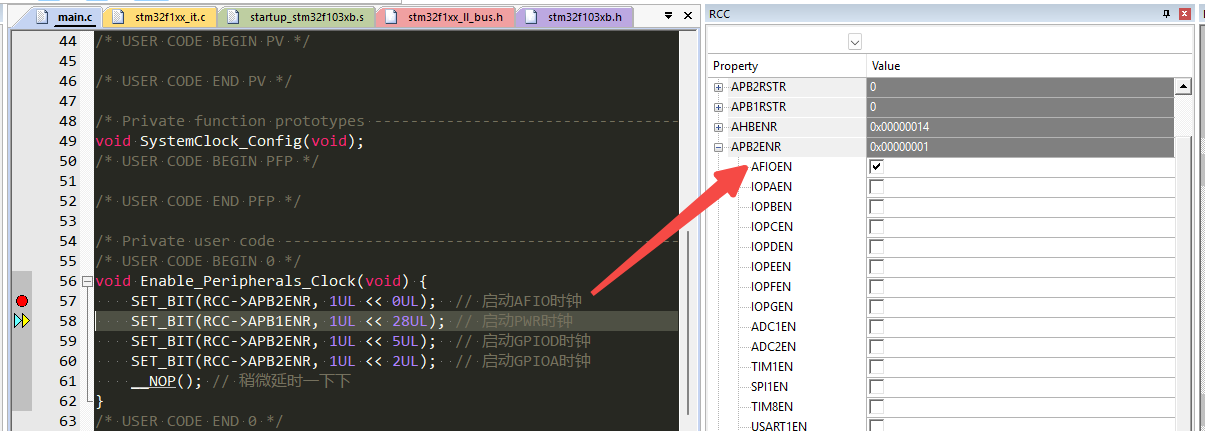 main.c stm32f1xx_it.c startup_stm32f103xb.s stm32f1xx_ll_bus.h stm32f103xb.h
44 /* USER CODE BEGIN PV */
45
46 /* USER CODE END PV */
47
48 /* Private function prototypes -----------------------------------
49 void SystemClock_Config(void);
50 /* USER CODE BEGIN PFP */
51
52 /* USER CODE END PFP */
53
54 /* Private user code ---------------------------------------------
55 /* USER CODE BEGIN 0 */
56 void Enable_Peripherals_Clock(void) {
57 SET_BIT(RCC->APB2ENR, 1UL << 0UL); // 启动AFIO时钟
58 SET_BIT(RCC->APB1ENR, 1UL << 28UL); // 启动PWR时钟
59 SET_BIT(RCC->APB2ENR, 1UL << 5UL); // 启动GPIOD时钟
60 SET_BIT(RCC->APB2ENR, 1UL << 2UL); // 启动GPIOA时钟
61 __NOP(); // 稍微延时一下下
62 }
63 /* USER CODE END 0 */
RCC
Property Value
APB2RSTR 0
APB1RSTR 0
AHBENR 0x00000014
APB2ENR 0x00000001
AFIOEN
IOPAEN
IOPBEN
IOPCEN
IOPDEN
IOPEEN
IOPFEN
IOPGEN
ADC1EN
ADC2EN
TIM1EN
SPI1EN
TIM8EN
USART1EN